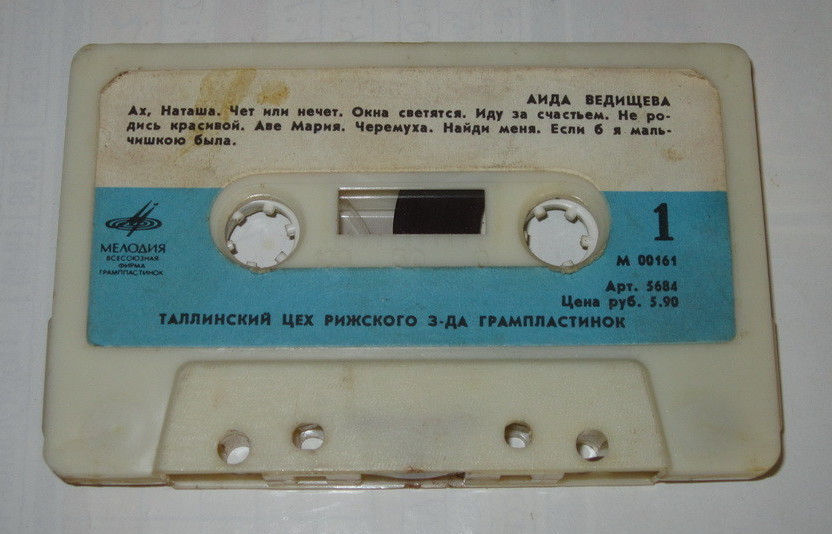 АИДА ВЕДИЩЕВА
Ах, Наташа. Чет или нечет. Окна светятся. Иду за счастьем. Не ро-
дись красивой. Аве Мария. Черемуха. Найди меня. Если б я маль-
чишкою была.
МЕЛОДИЯ
ВСЕСОЮЗНАЯ
ФИРМА
ГРАМПЛАСТИНОК
1
М 00161
Арт. 5684
Цена руб. 5.90
ТАЛЛИНСКИЙ ЦЕХ РИЖСКОГО З-ДА ГРАМПЛАСТИНОК